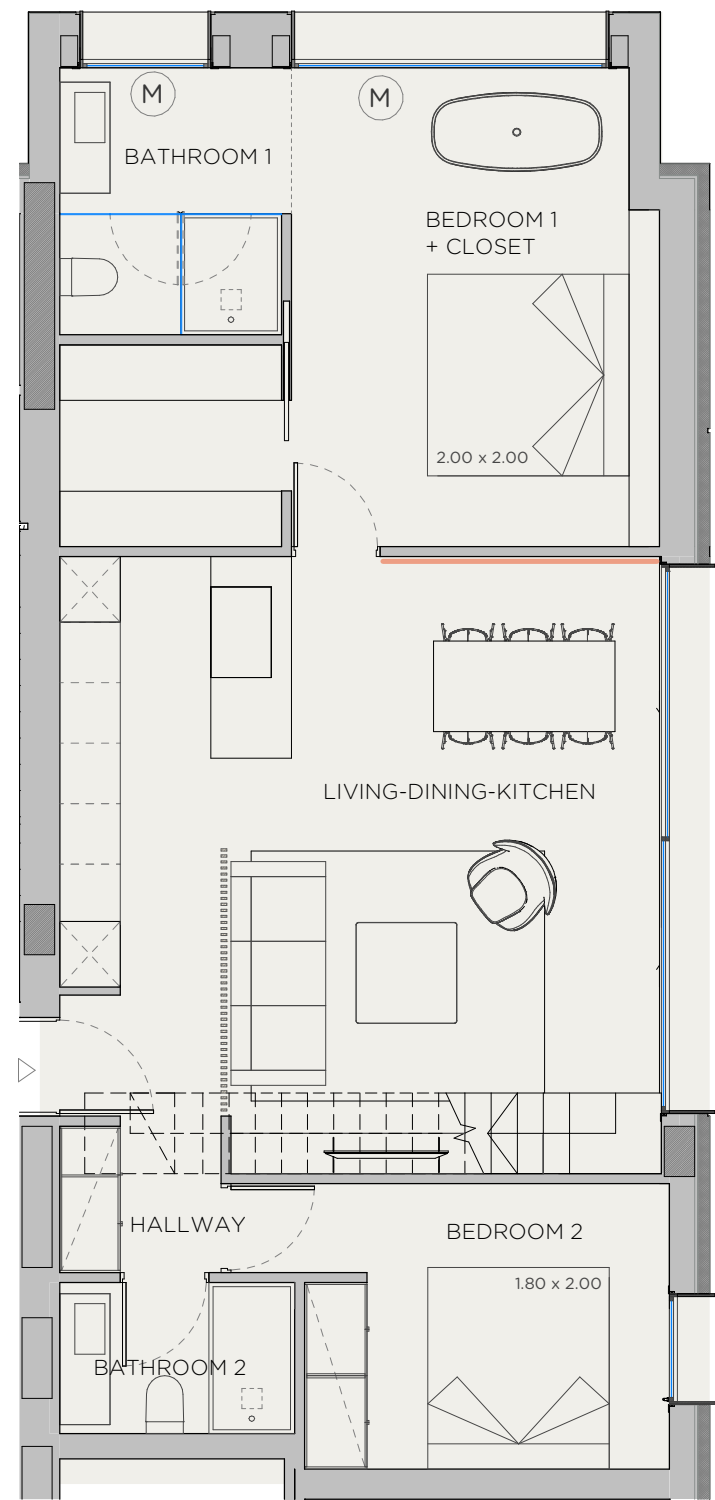 M
M
BATHROOM 1
BEDROOM 1
+ CLOSET
2.00 x 2.00
LIVING-DINING-KITCHEN
HALLWAY
BEDROOM 2
1.80 x 2.00
BATHROOM 2